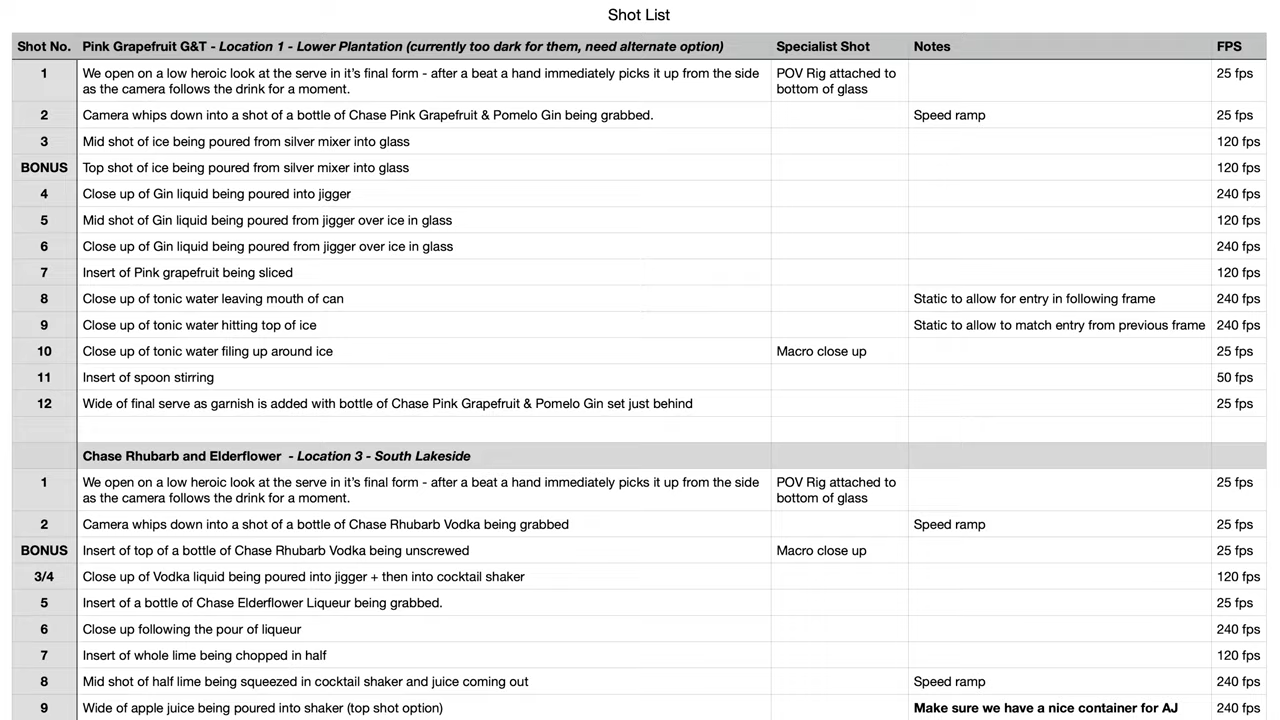 Shot List
Shot No. Pink Grapefruit G&T - Location 1 - Lower Plantation (currently too dark for them, need alternate option) Specialist Shot Notes FPS
1 We open on a low heroic look at the serve in it's final form - after a beat a hand immediately picks it up from the side POV Rig attached to 25 fps
as the camera follows the drink for a moment. bottom of glass
2 Camera whips down into a shot of a bottle of Chase Pink Grapefruit & Pomelo Gin being grabbed. Speed ramp 25 fps
3 Mid shot of ice being poured from silver mixer into glass 120 fps
BONUS Top shot of ice being poured from silver mixer into glass 120 fps
4 Close up of Gin liquid being poured into jigger 240 fps
5 Mid shot of Gin liquid being poured from jigger over ice in glass 120 fps
6 Close up of Gin liquid being poured from jigger over ice in glass 240 fps
7 Insert of Pink grapefruit being sliced 120 fps
8 Close up of tonic water leaving mouth of can Static to allow for entry in following frame 240 fps
9 Close up of tonic water hitting top of ice Static to allow to match entry from previous frame 240 fps
10 Close up of tonic water filing up around ice Macro close up 25 fps
11 Insert of spoon stirring 50 fps
12 Wide of final serve as garnish is added with bottle of Chase Pink Grapefruit & Pomelo Gin set just behind 25 fps
Chase Rhubarb and Elderflower - Location 3 - South Lakeside
1 We open on a low heroic look at the serve in it's final form - after a beat a hand immediately picks it up from the side POV Rig attached to 25 fps
as the camera follows the drink for a moment. bottom of glass
2 Camera whips down into a shot of a bottle of Chase Rhubarb Vodka being grabbed Speed ramp 25 fps
BONUS Insert of top of a bottle of Chase Rhubarb Vodka being unscrewed Macro close up 25 fps
3/4 Close up of Vodka liquid being poured into jigger + then into cocktail shaker 120 fps
5 Insert of a bottle of Chase Elderflower Liqueur being grabbed. 25 fps
6 Close up following the pour of liqueur 240 fps
7 Insert of whole lime being chopped in half 120 fps
8 Mid shot of half lime being squeezed in cocktail shaker and juice coming out Speed ramp 240 fps
9 Wide of apple juice being poured into shaker (top shot option) Make sure we have a nice container for AJ 240 fps